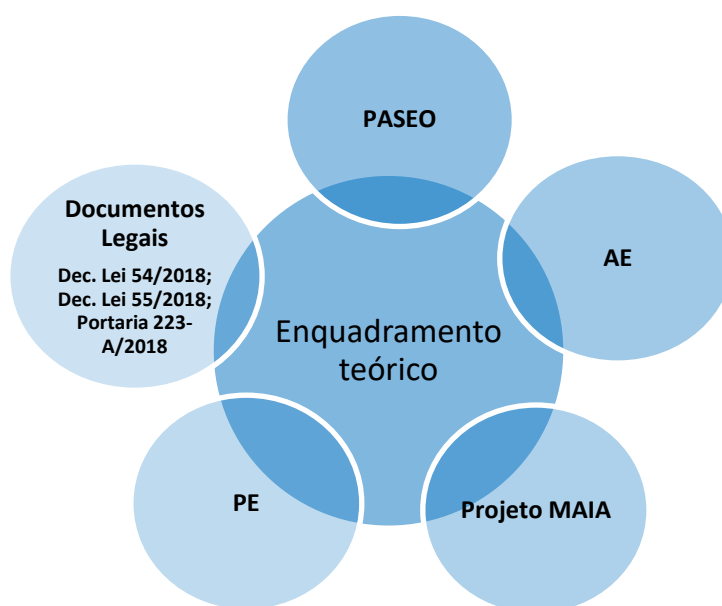 PASEO
Documentos
Legais
Dec. Lei 54/2018;
Dec. Lei 55/2018;
Portaria 223-
A/2018
AE
Enquadramento
teórico
PE
Projeto MAIA